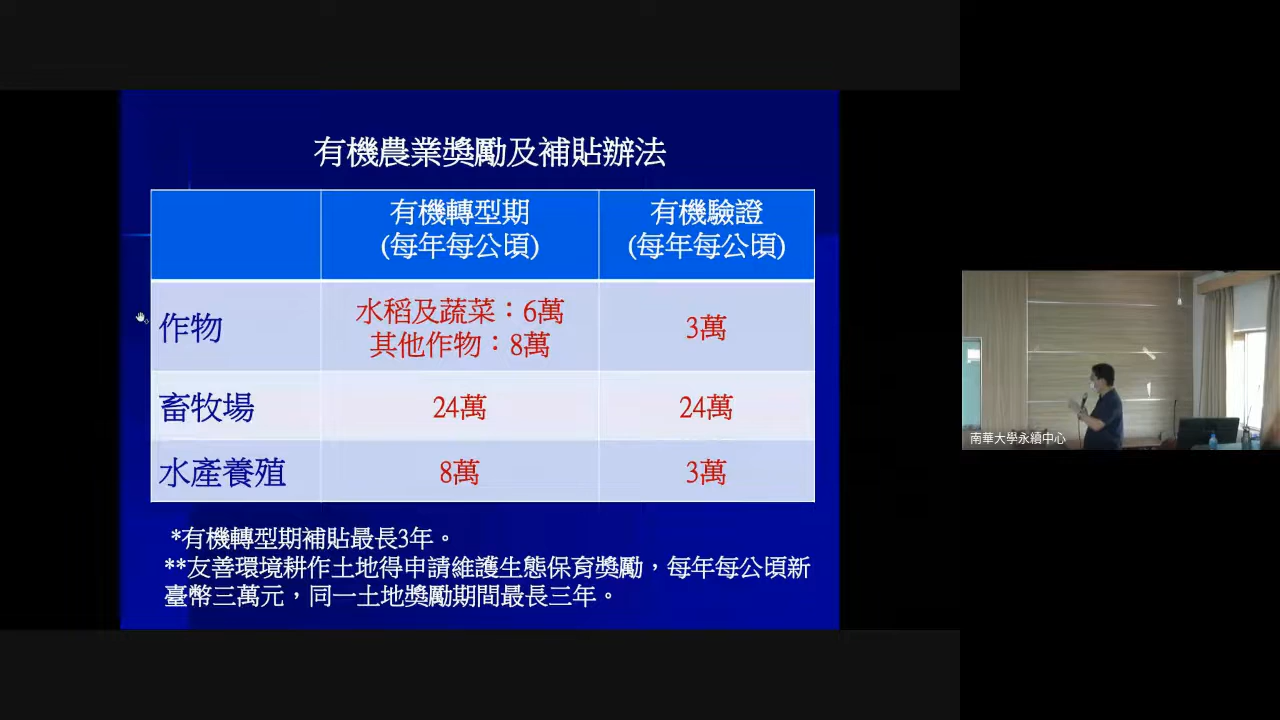 有機農業獎勵及補貼辦法
有機轉型期
(每年每公頃)
有機驗證
(每年每公頃)
作物
水稻及蔬菜：6萬
其他作物：8萬
3萬
畜牧場
24萬
24萬
水產養殖
8萬
3萬
*有機轉型期補貼最長3年。
**友善環境耕作土地得申請維護生態保育獎勵，每年每公頃新
臺幣三萬元，同一土地獎勵期間最長三年。
南華大學永續中心